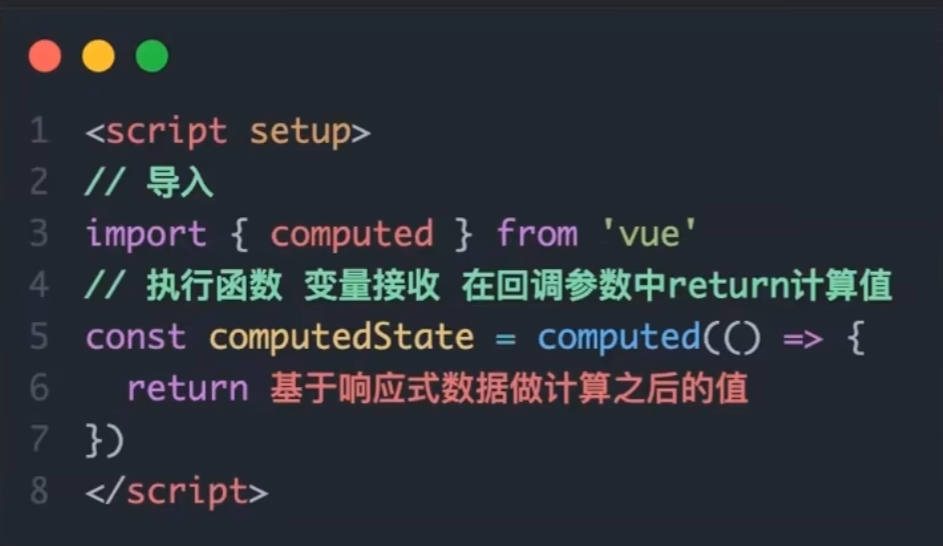 1 <script setup>
2 // 导入
3 import { computed } from 'vue'
4 // 执行函数 变量接收 在回调参数中return计算值
5 const computedState = computed(() => {
6   return 基于响应式数据做计算之后的值
7 })
8 </script>